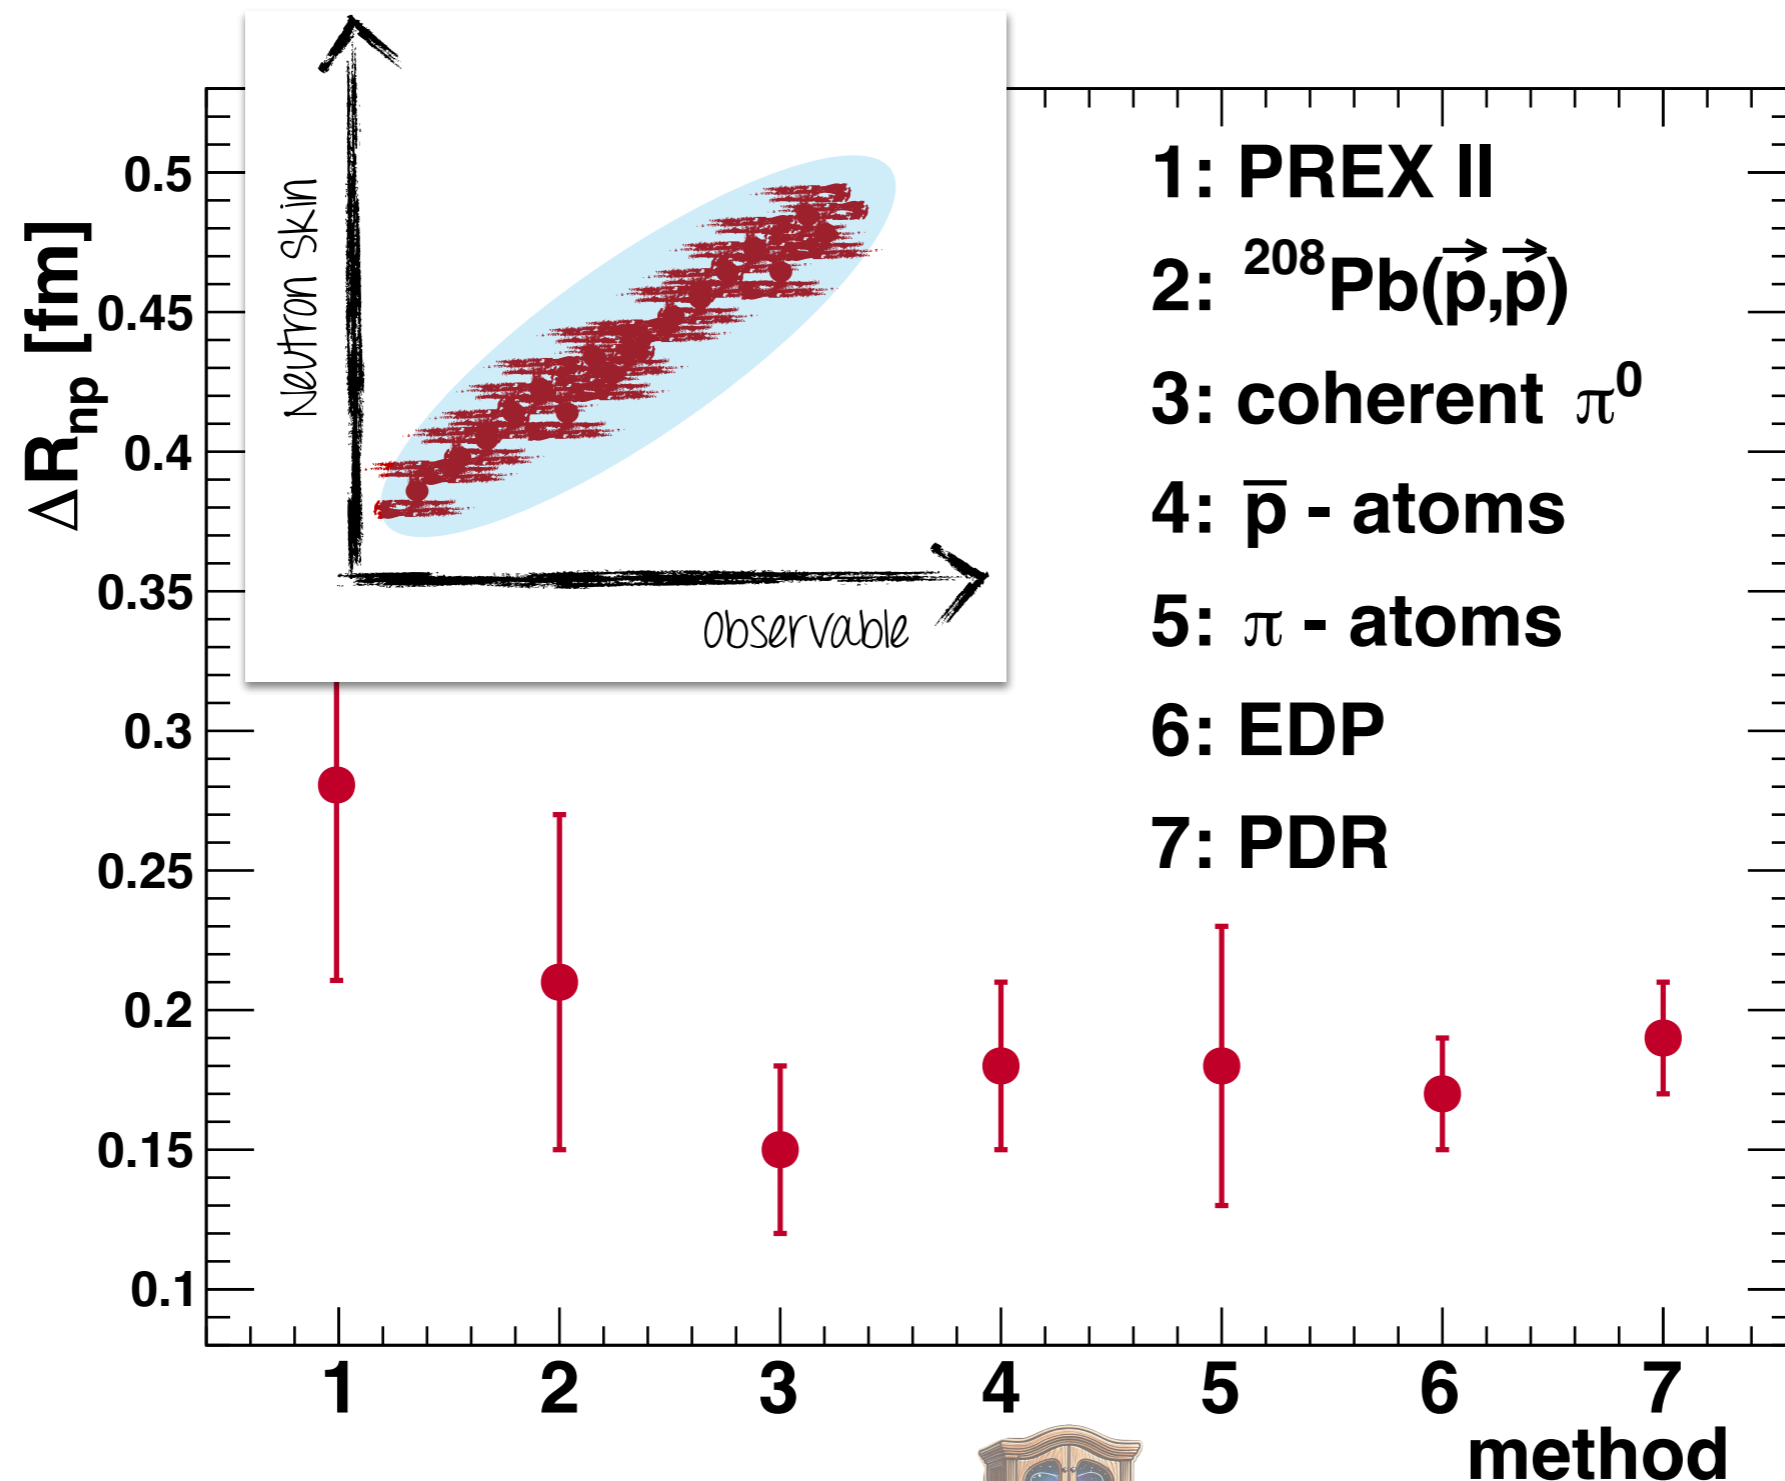 ΔRnp [fm]
0.5
0.45
0.4
0.35
0.3
0.25
0.2
0.15
0.1
Neutron Skin
Observable
1: PREX II
2: ²⁰⁸Pb(p⃗,p⃗)
3: coherent π⁰
4: p̅ - atoms
5: π - atoms
6: EDP
7: PDR
1 2 3 4 5 6 7
method